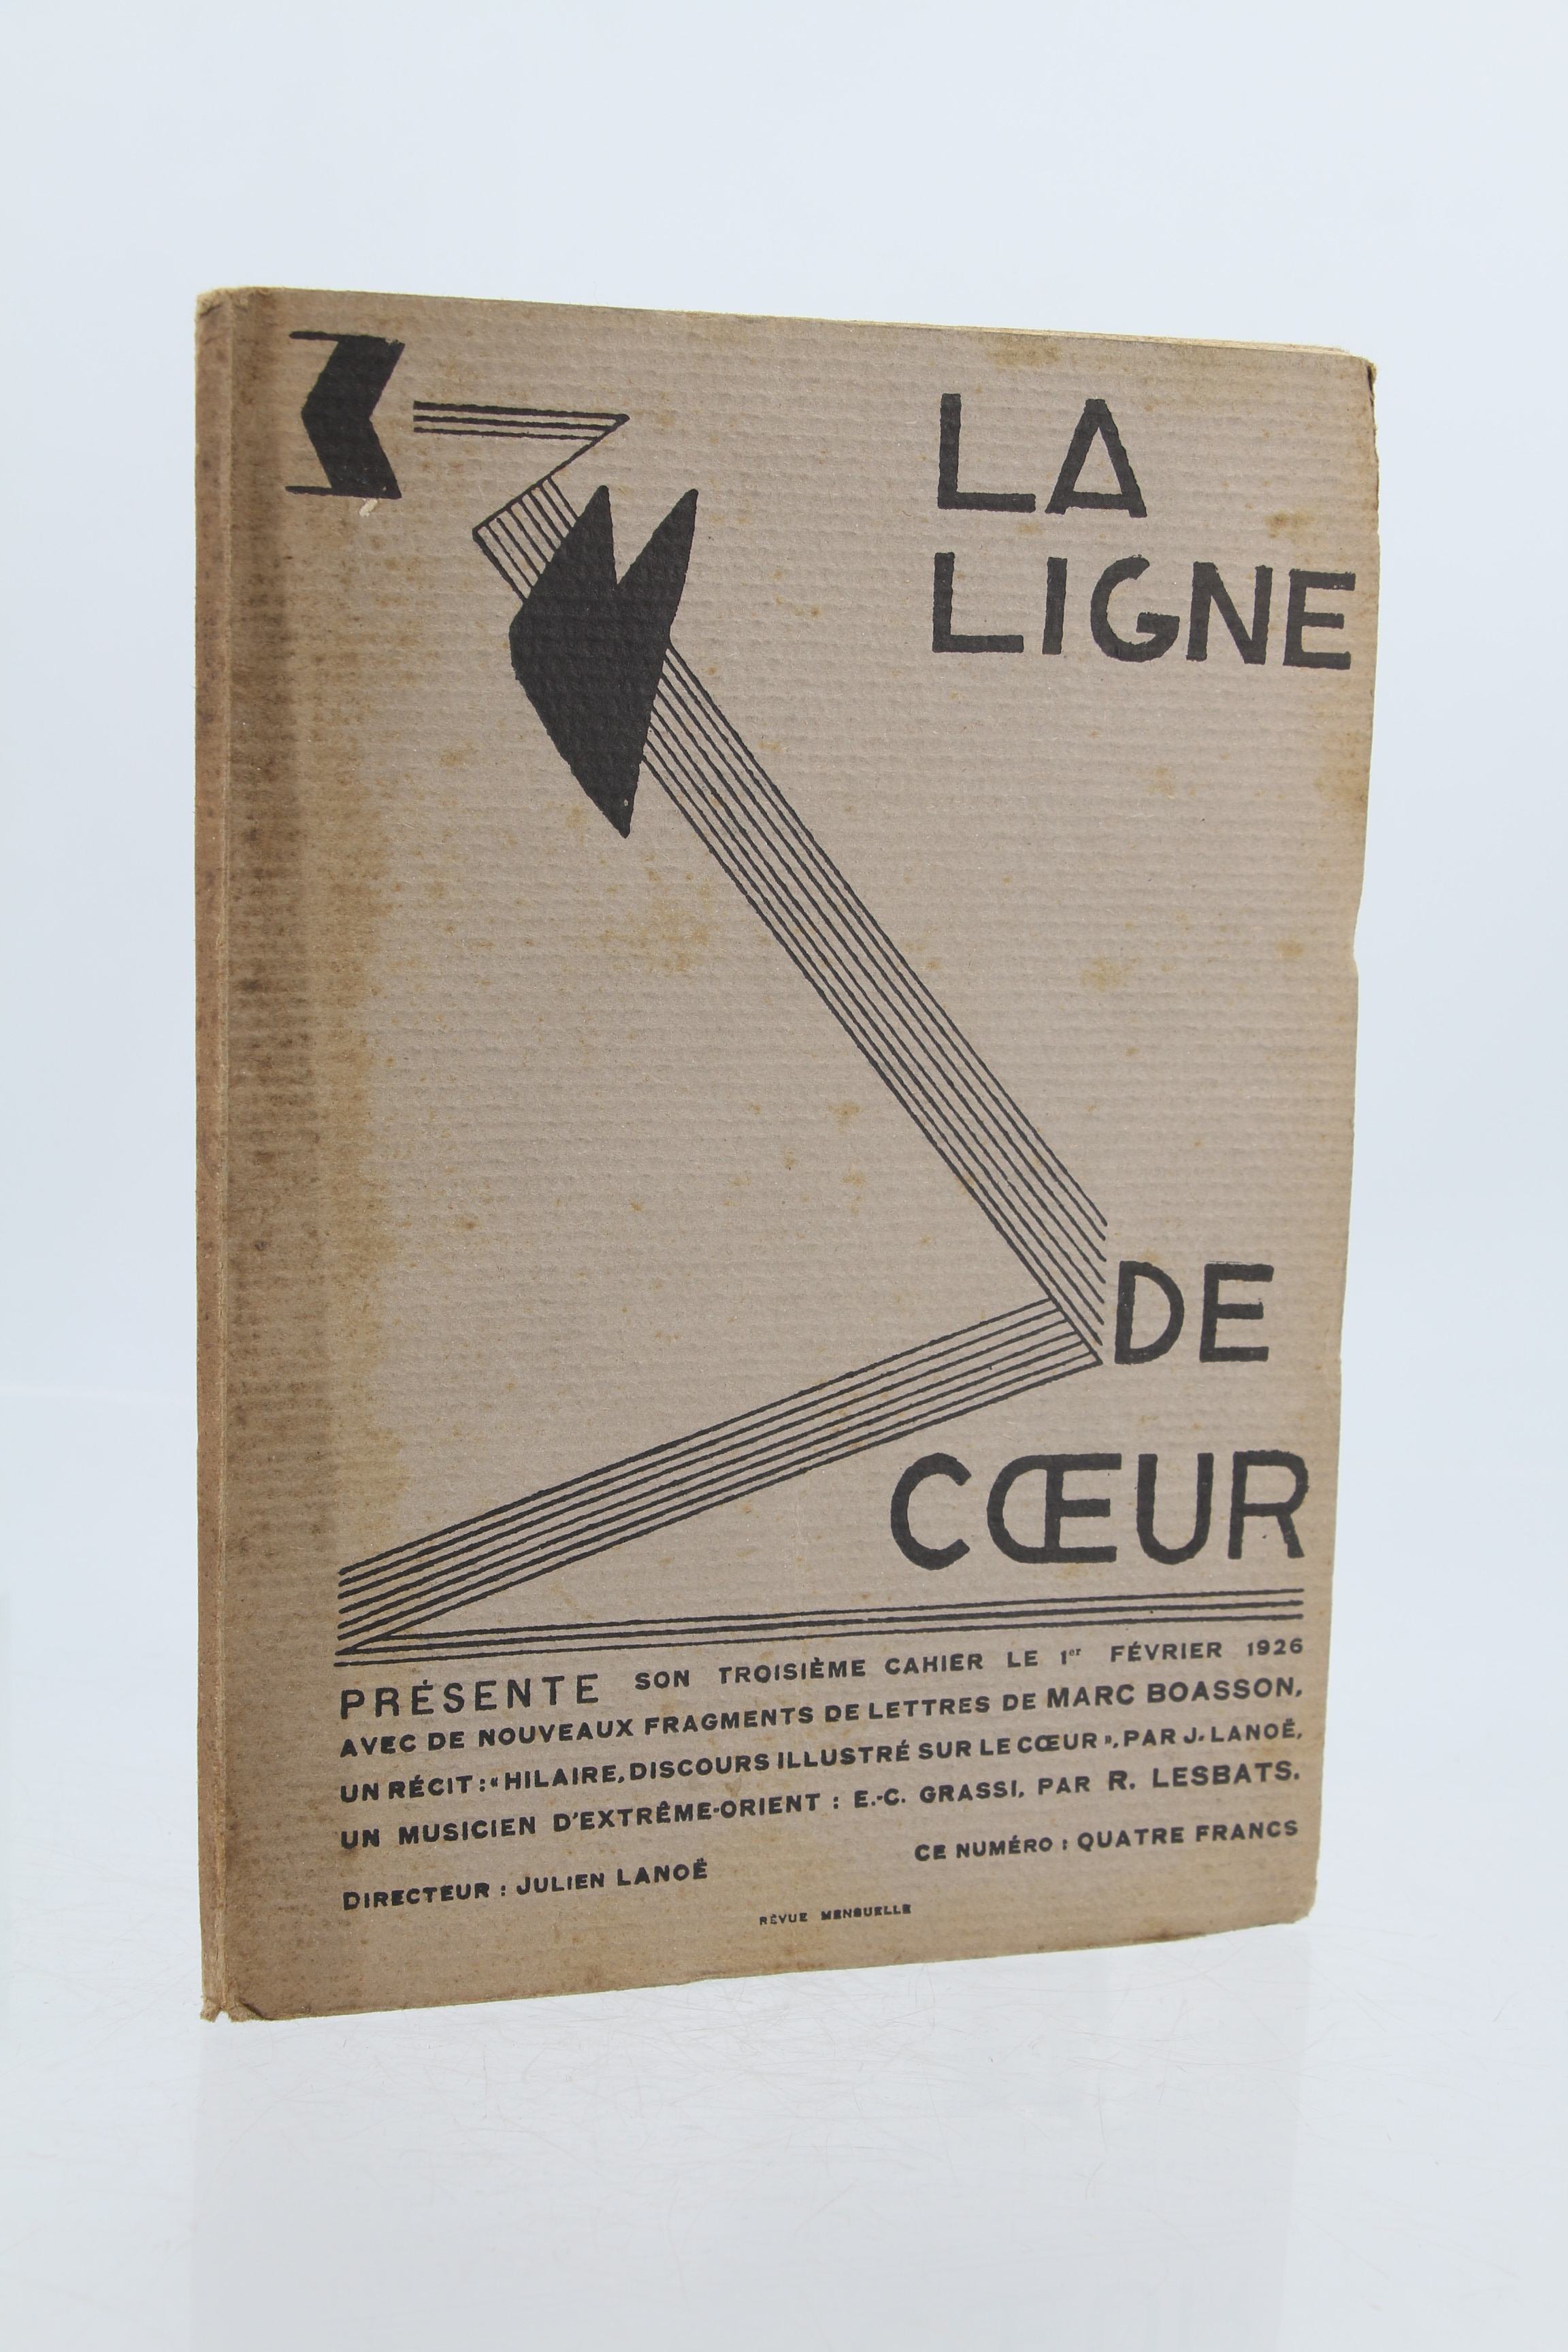 3
LA
LIGNE
DE
CŒUR
PRÉSENTE SON TROISIÈME CAHIER LE 1er FÉVRIER 1926
AVEC DE NOUVEAUX FRAGMENTS DE LETTRES DE MARC BOASSON,
UN RÉCIT : « HILAIRE, DISCOURS ILLUSTRÉ SUR LE CŒUR », PAR J. LANOË,
UN MUSICIEN D'EXTRÊME-ORIENT : E.-C. GRASSI, PAR R. LESBATS.
CE NUMÉRO : QUATRE FRANCS
DIRECTEUR : JULIEN LANOË
REVUE MENSUELLE